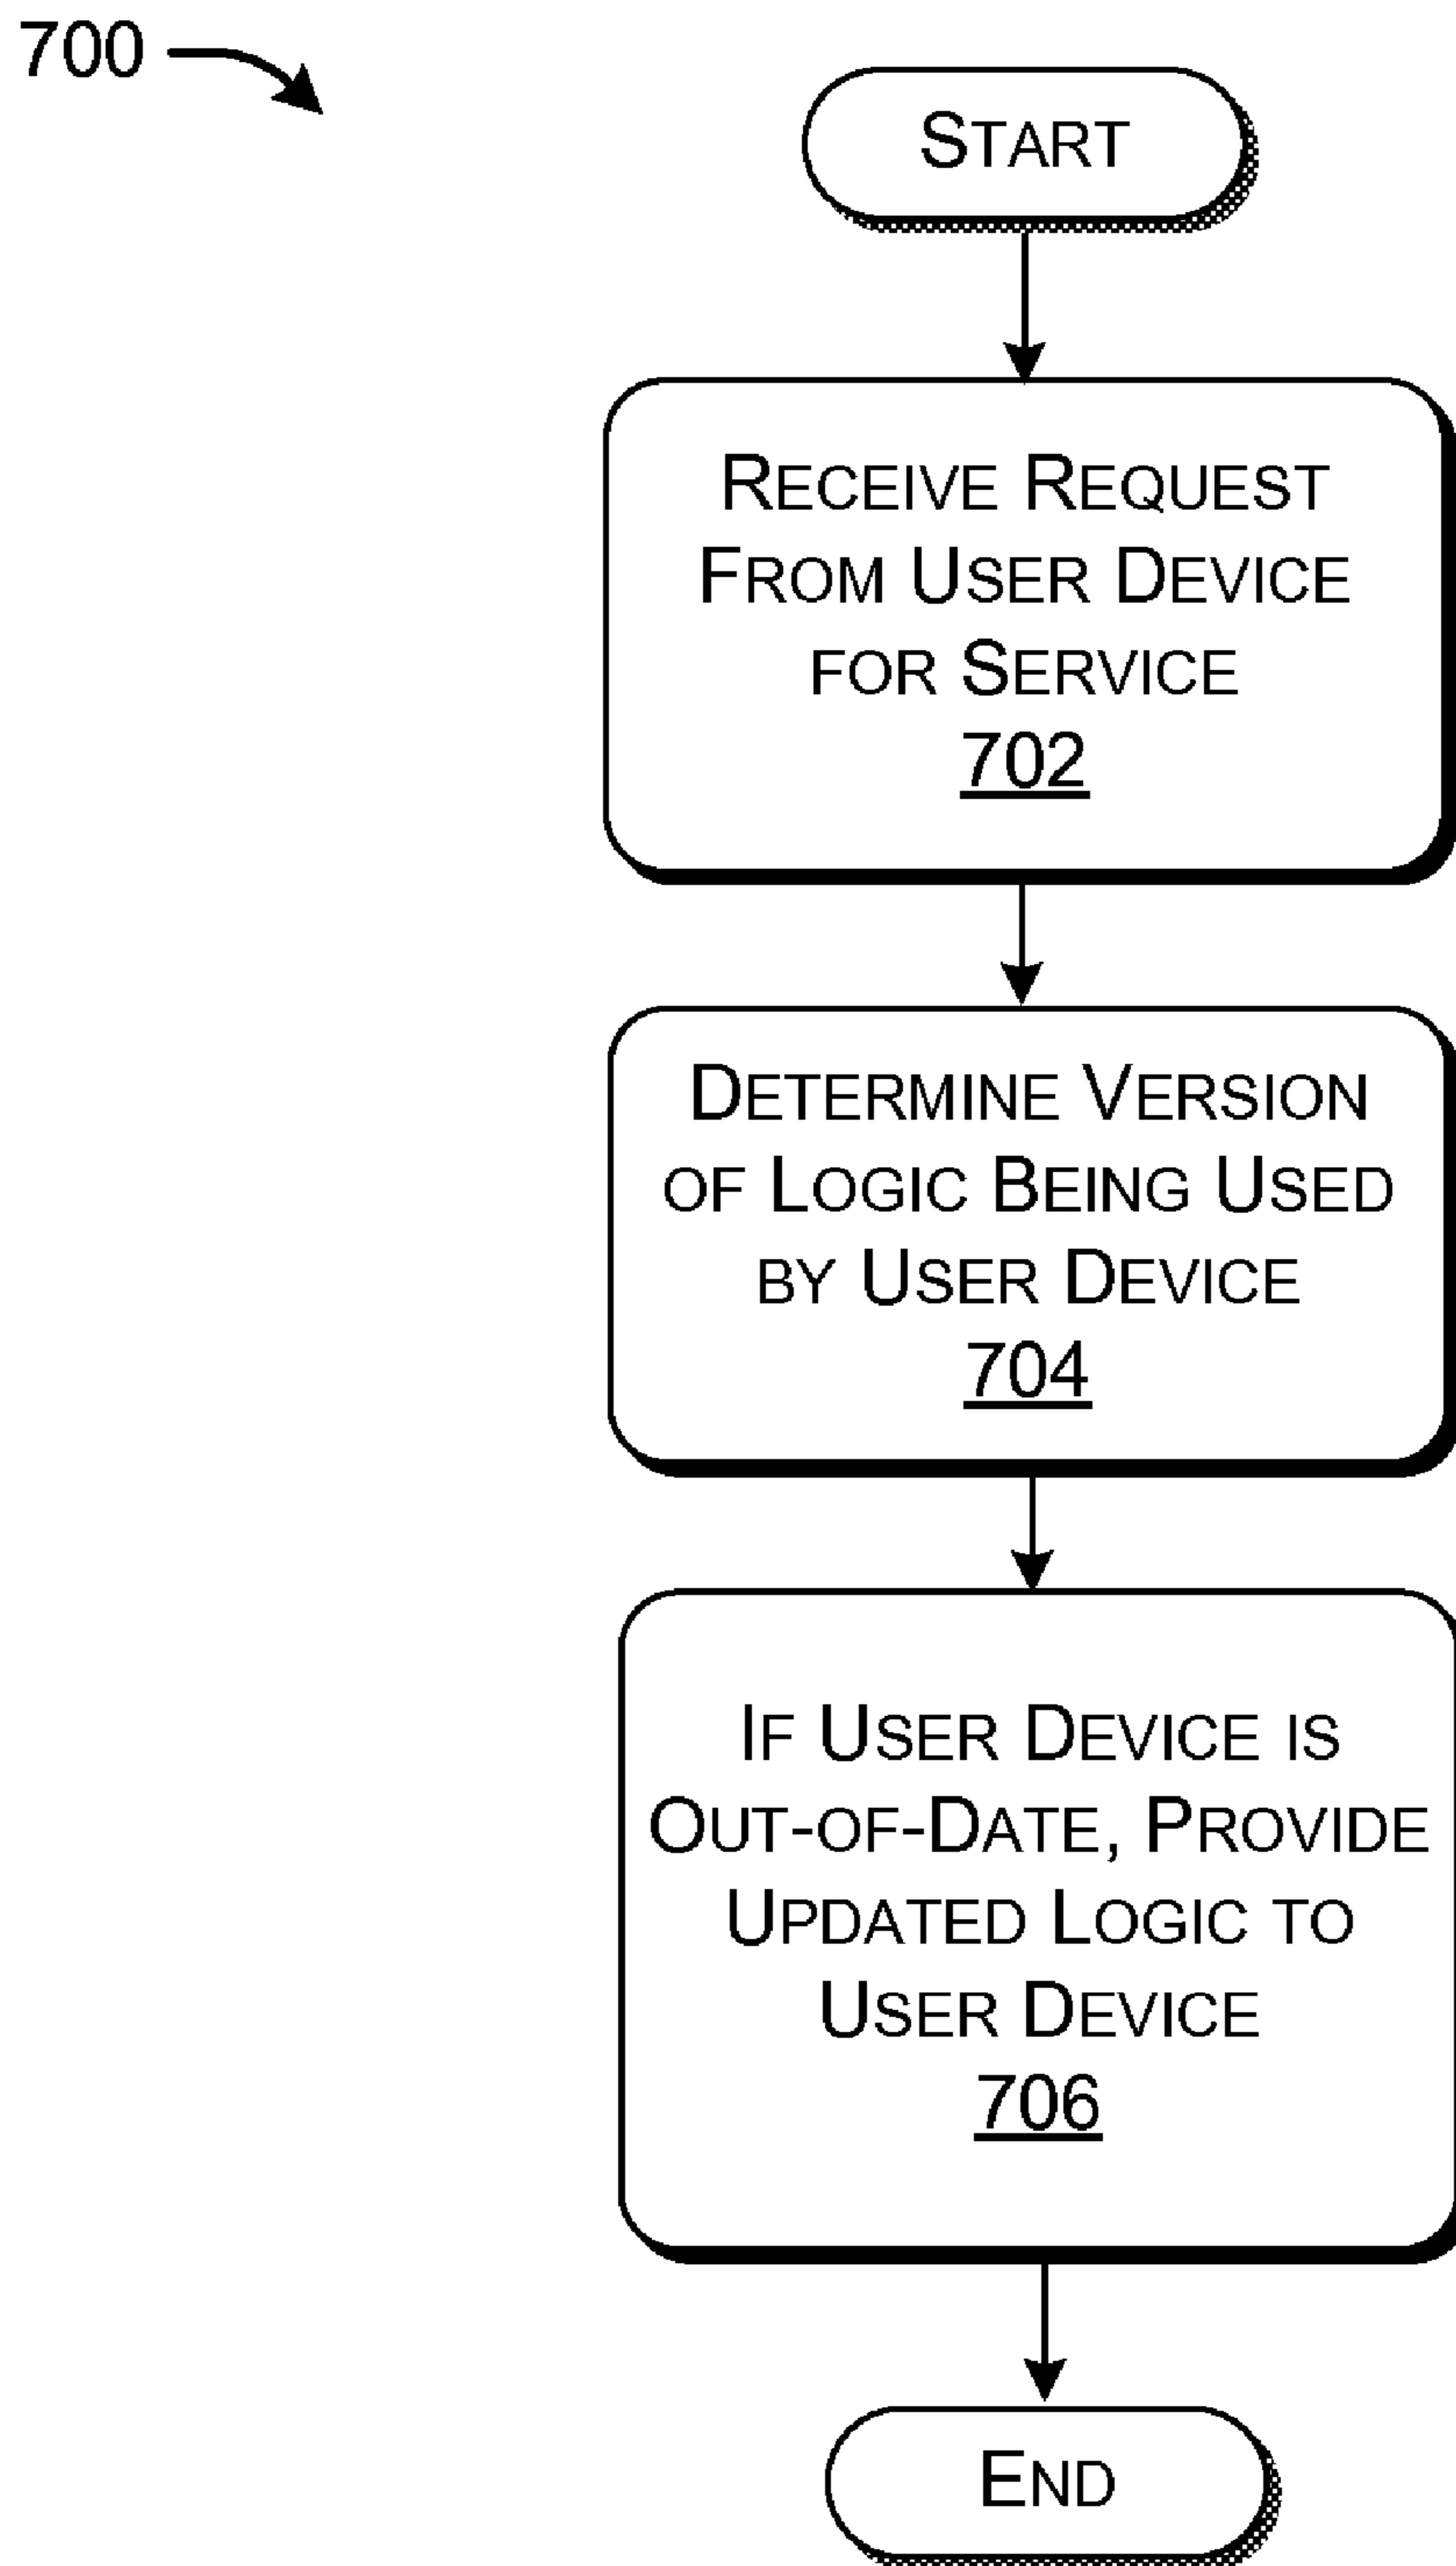 700
START
RECEIVE REQUEST
FROM USER DEVICE
FOR SERVICE
702
DETERMINE VERSION
OF LOGIC BEING USED
BY USER DEVICE
704
IF USER DEVICE IS
OUT-OF-DATE, PROVIDE
UPDATED LOGIC TO
USER DEVICE
706
END